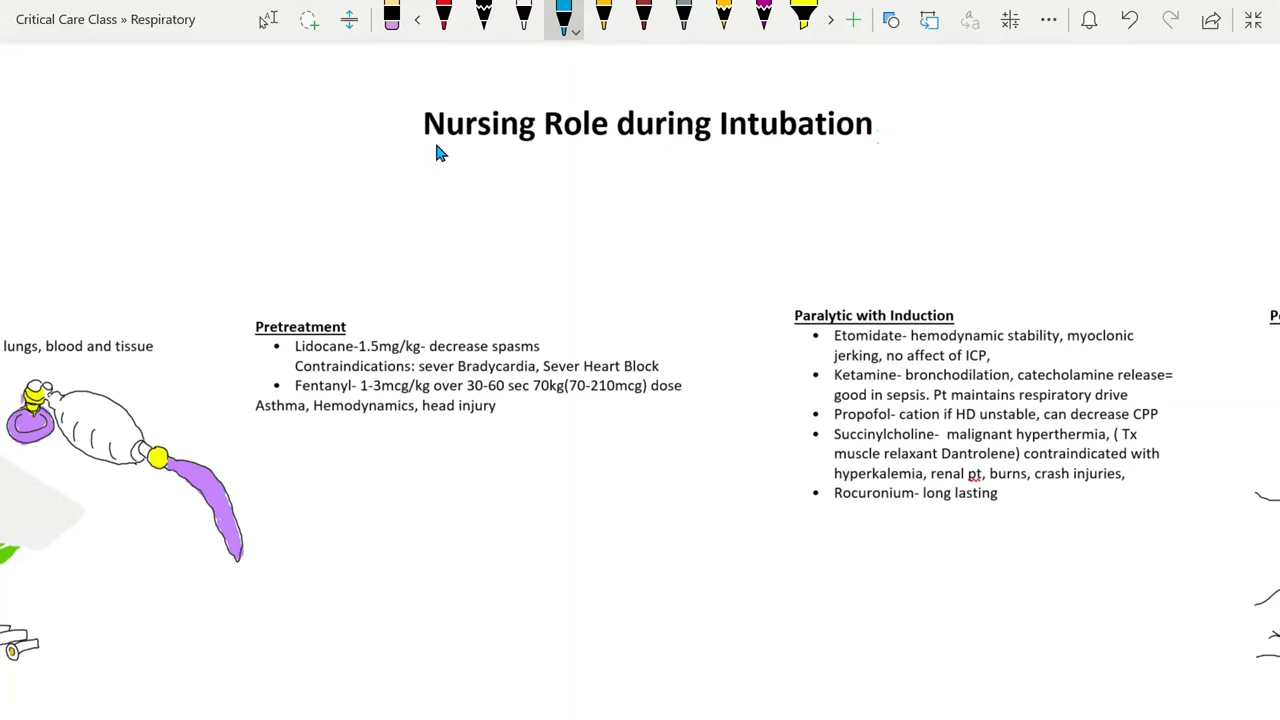 Critical Care Class » Respiratory
Nursing Role during Intubation
lungs, blood and tissue
Pretreatment
• Lidocane-1.5mg/kg- decrease spasms
Contraindications: sever Bradycardia, Sever Heart Block
• Fentanyl- 1-3mcg/kg over 30-60 sec 70kg(70-210mcg) dose
Asthma, Hemodynamics, head injury
Paralytic with Induction
• Etomidate- hemodynamic stability, myoclonic
jerking, no affect of ICP,
• Ketamine- bronchodilation, catecholamine release=
good in sepsis. Pt maintains respiratory drive
• Propofol- cation if HD unstable, can decrease CPP
• Succinylcholine-  malignant hyperthermia, ( Tx
muscle relaxant Dantrolene) contraindicated with
hyperkalemia, renal pt, burns, crash injuries,
• Rocuronium- long lasting